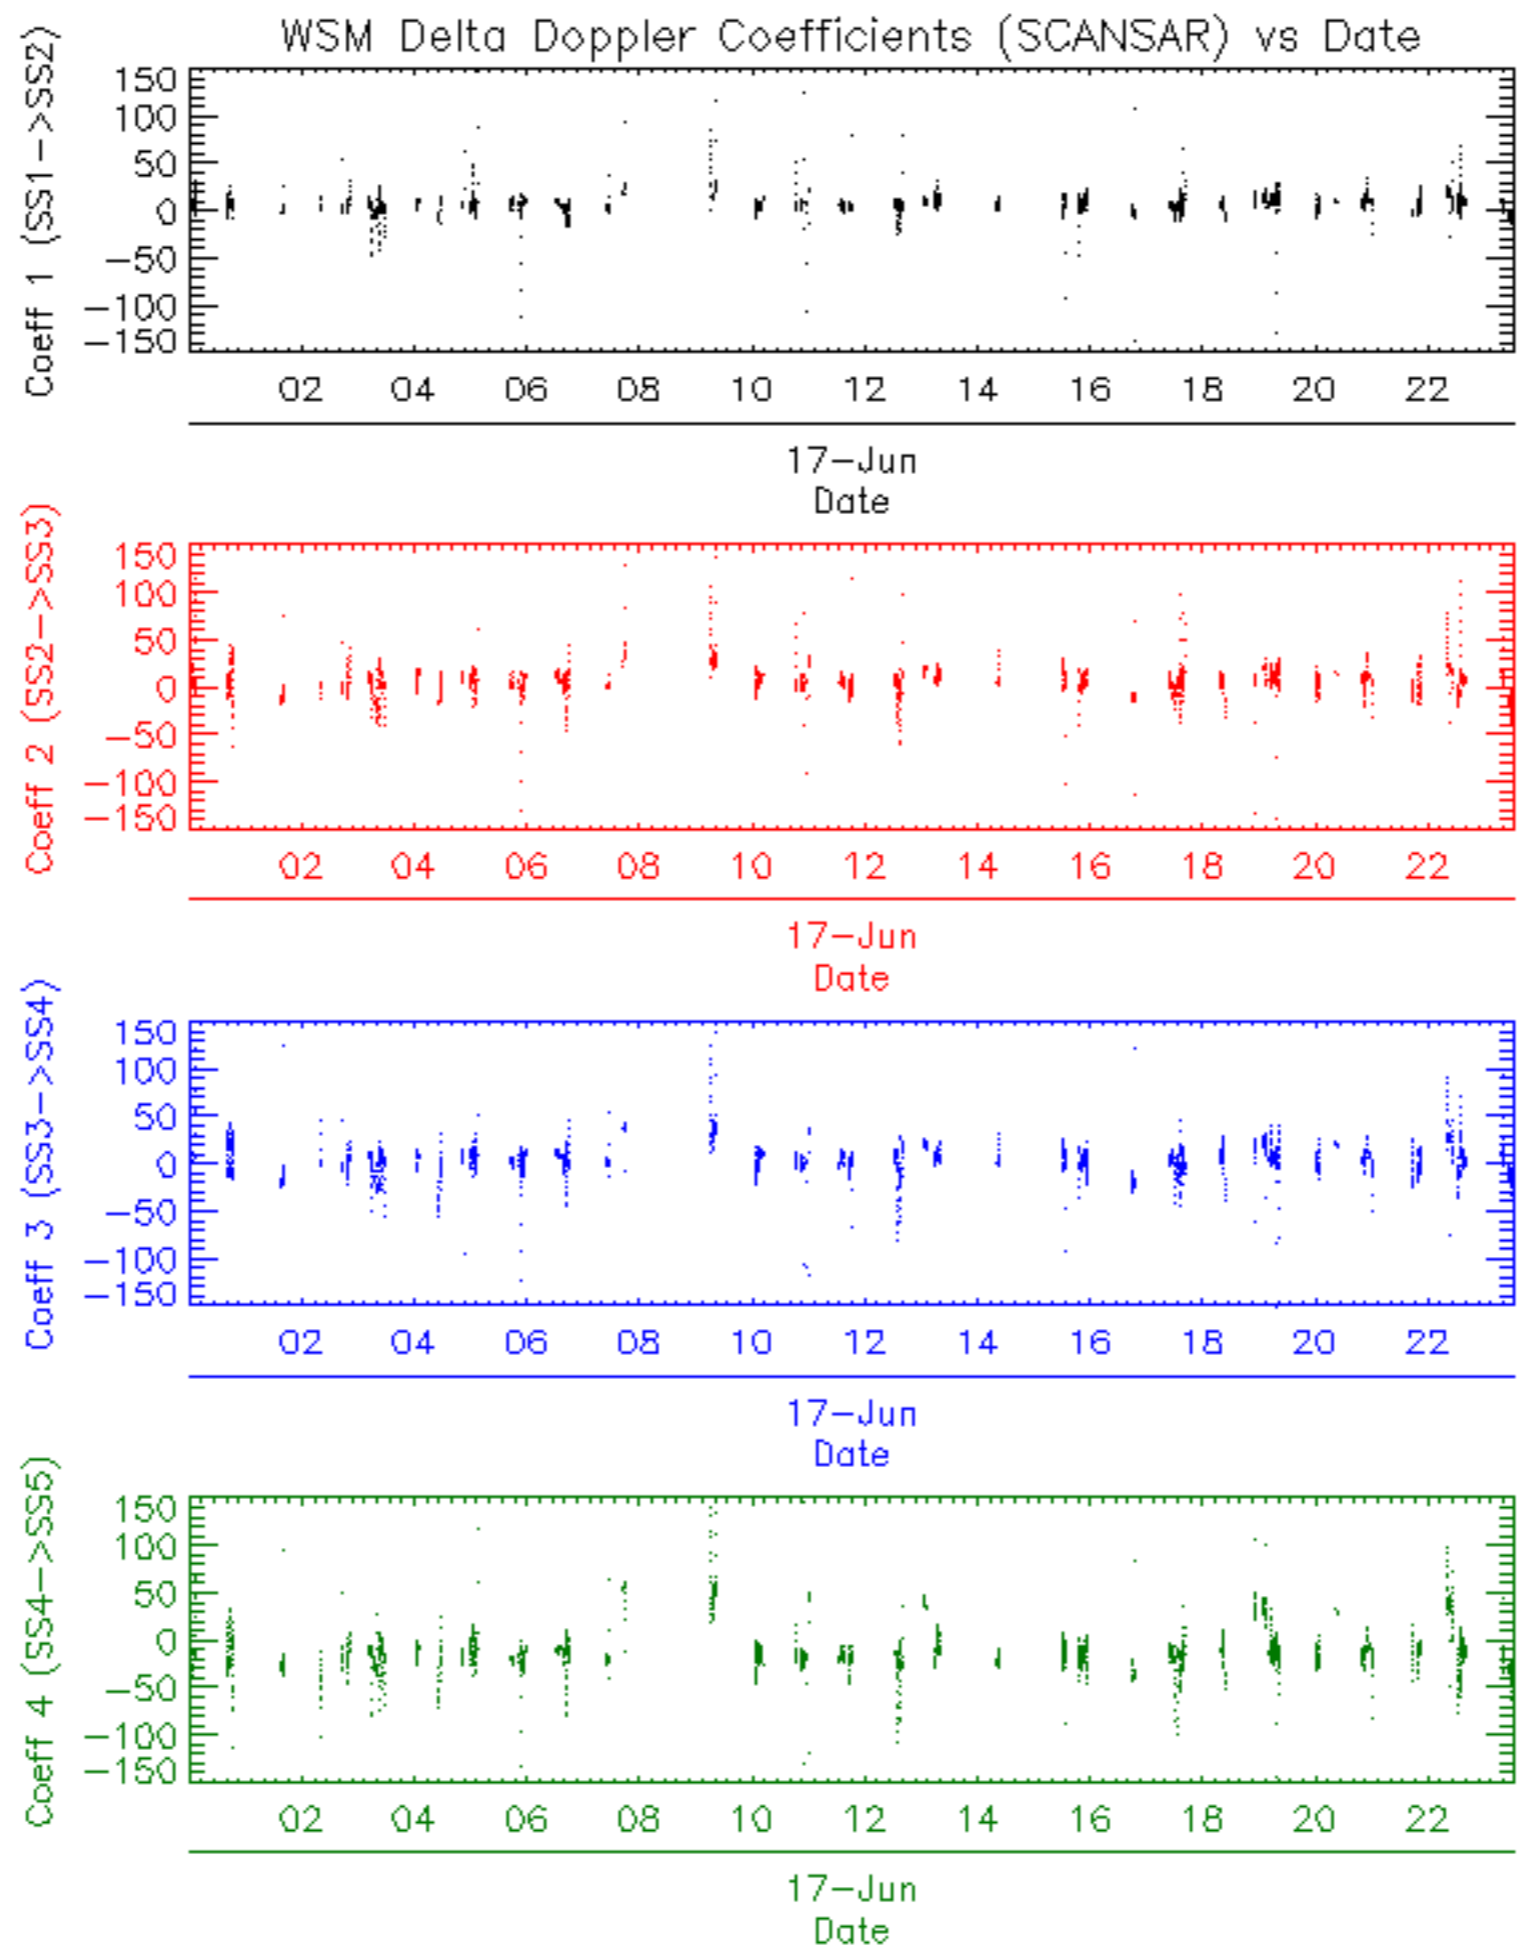 WSM Delta Doppler Coefficients (SCANSAR) vs Date
Coeff 1 (SS1->SS2)
150
100
50
0
-50
-100
-150
02 04 06 08 10 12 14 16 18 20 22
17-Jun
Date
Coeff 2 (SS2->SS3)
150
100
50
0
-50
-100
-150
02 04 06 08 10 12 14 16 18 20 22
17-Jun
Date
Coeff 3 (SS3->SS4)
150
100
50
0
-50
-100
-150
02 04 06 08 10 12 14 16 18 20 22
17-Jun
Date
Coeff 4 (SS4->SS5)
150
100
50
0
-50
-100
-150
02 04 06 08 10 12 14 16 18 20 22
17-Jun
Date